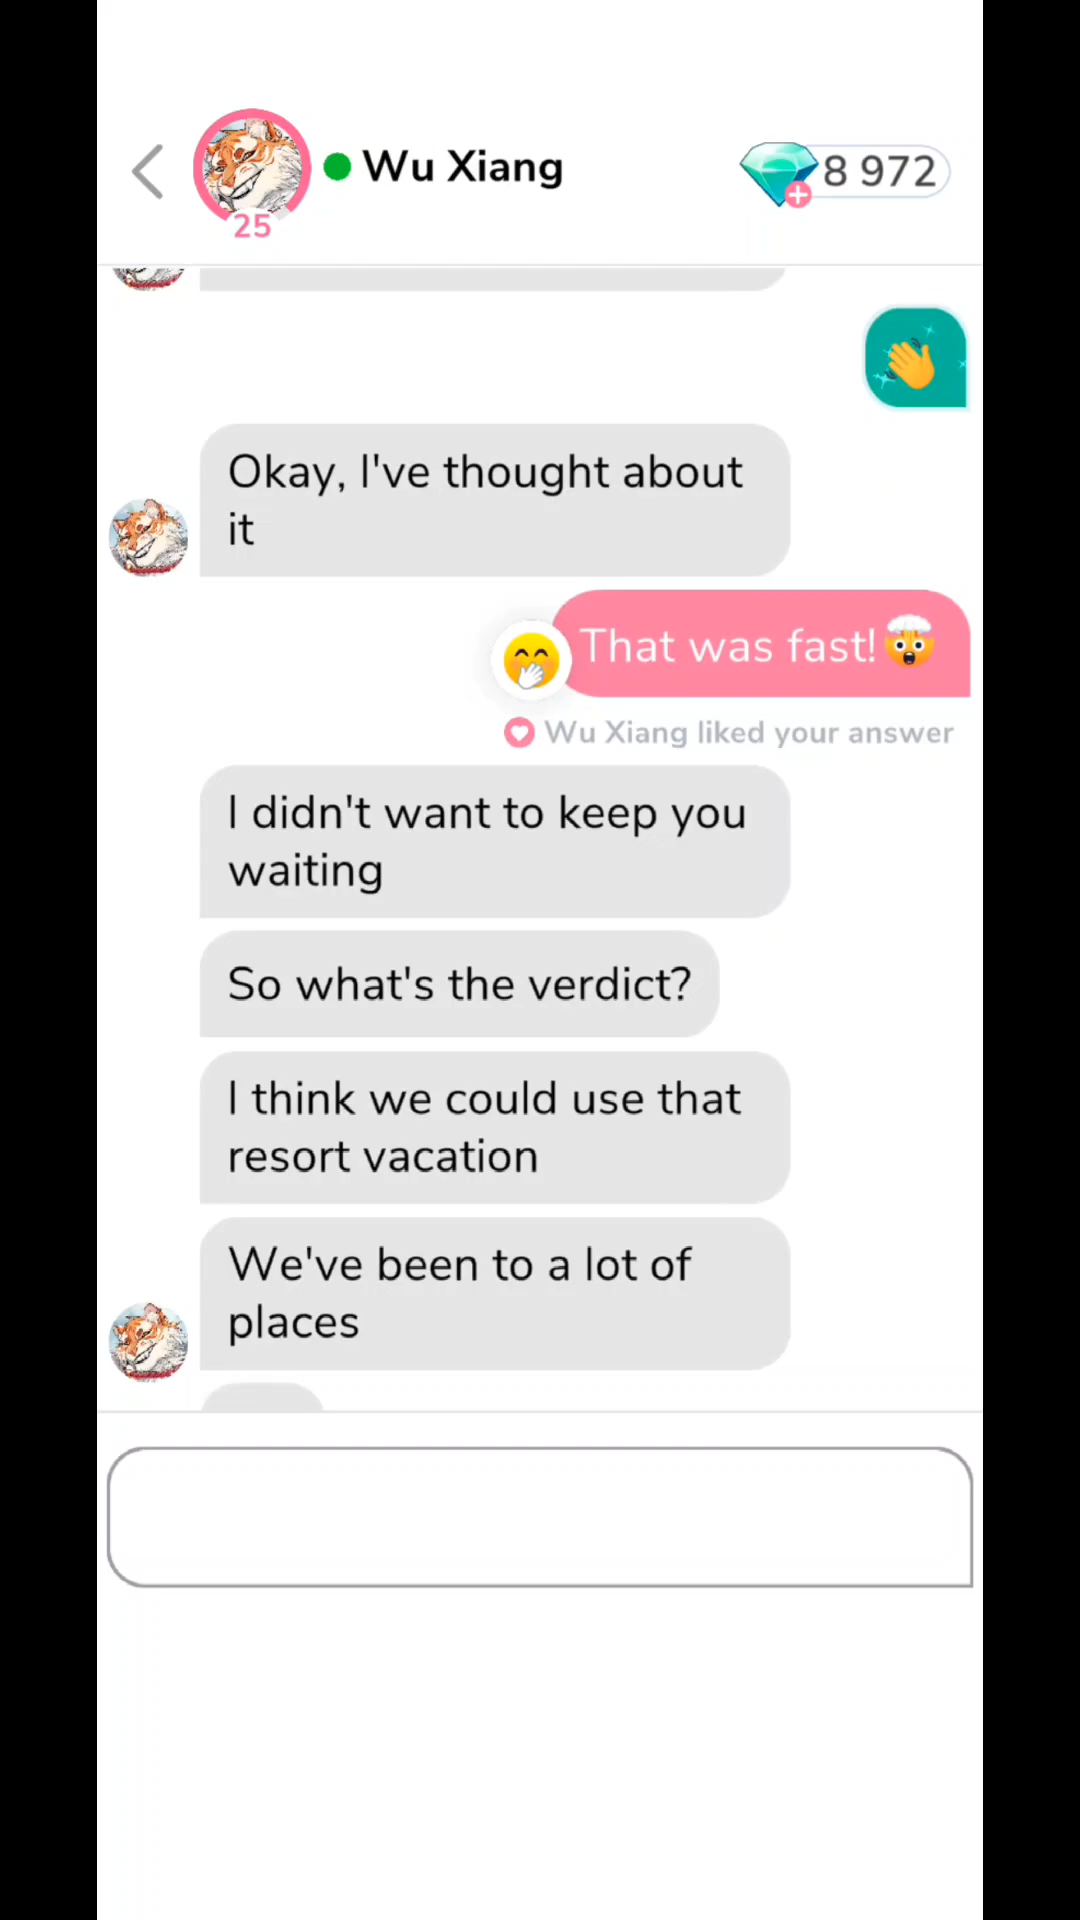 Wu Xiang
8 972
25
Okay, I've thought about
it
That was fast!🤯
Wu Xiang liked your answer
I didn't want to keep you
waiting
So what's the verdict?
I think we could use that
resort vacation
We've been to a lot of
places